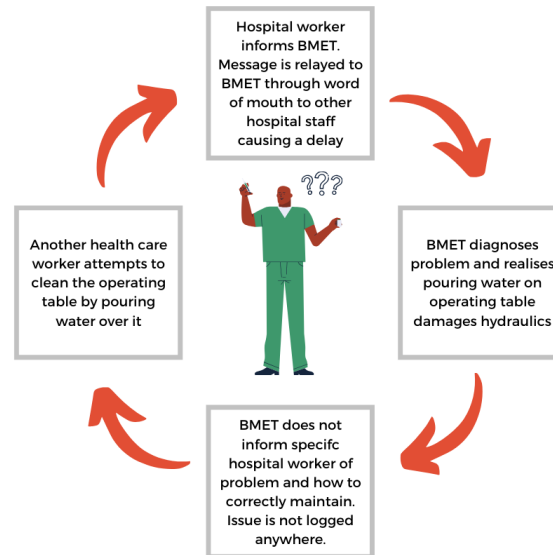 Hospital worker
informs BMET.
Message is relayed to
BMET through word
of mouth to other
hospital staff
causing a delay
???
Another health care
worker attempts to
clean the operating
table by pouring
water over it
BMET diagnoses
problem and realises
pouring water on
operating table
damages hydraulics
BMET does not
inform specifc
hospital worker of
problem and how to
correctly maintain.
Issue is not logged
anywhere.